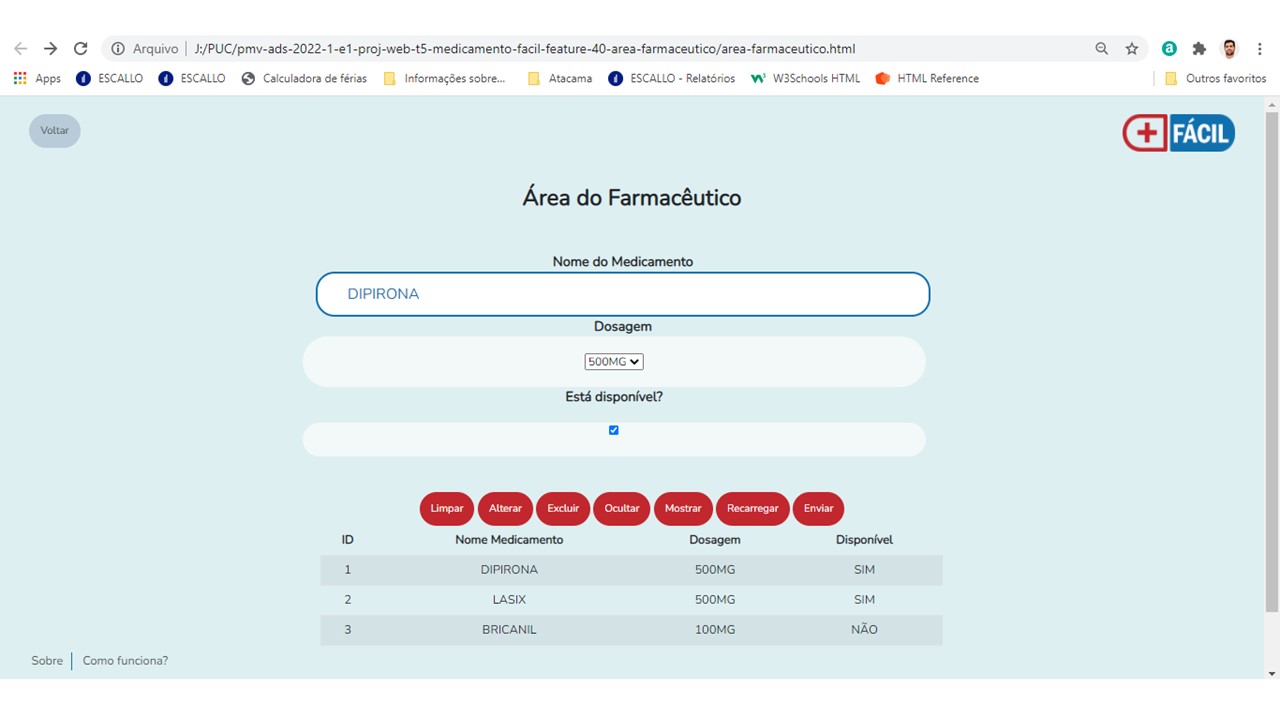 Arquivo J:/PUC/pmv-ads-2022-1-e1-proj-web-t5-medicamento-facil-feature-40-area-farmaceutico/area-farmaceutico.html
Apps ESCALLO ESCALLO Calculadora de férias Informações sobre... Atacama ESCALLO - Relatórios W3Schools HTML HTML Reference Outros favoritos
Voltar
FÁCIL
Área do Farmacêutico
Nome do Medicamento
DIPIRONA
Dosagem
500MG
Está disponível?
Limpar Alterar Excluir Ocultar Mostrar Recarregar Enviar
ID Nome Medicamento Dosagem Disponível
1 DIPIRONA 500MG SIM
2 LASIX 500MG SIM
3 BRICANIL 100MG NÃO
Sobre Como funciona?